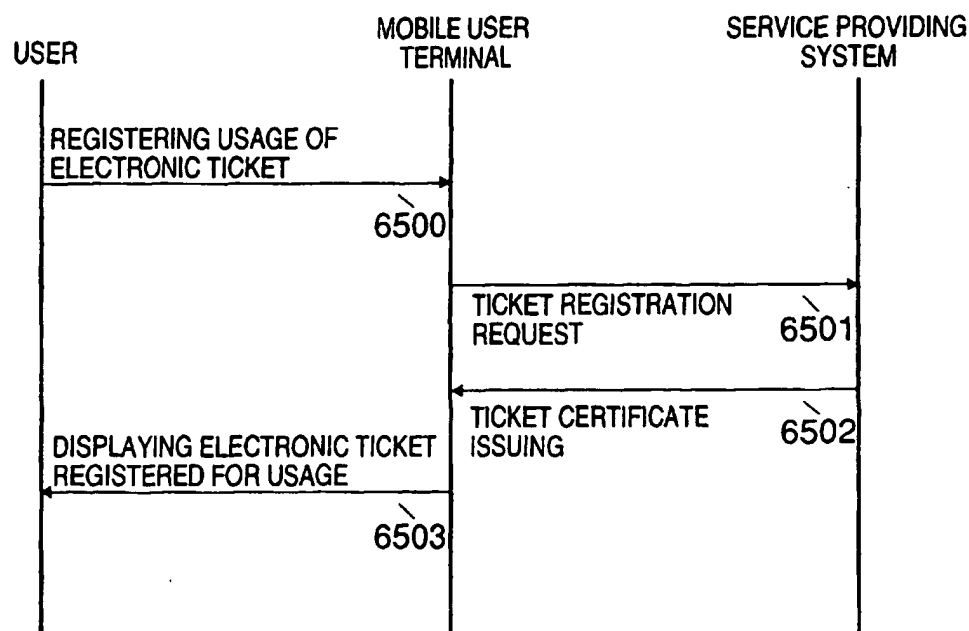 USER
MOBILE USER
TERMINAL
SERVICE PROVIDING
SYSTEM
REGISTERING USAGE OF
ELECTRONIC TICKET
6500
TICKET REGISTRATION
REQUEST
6501
TICKET CERTIFICATE
ISSUING
6502
DISPLAYING ELECTRONIC TICKET
REGISTERED FOR USAGE
6503